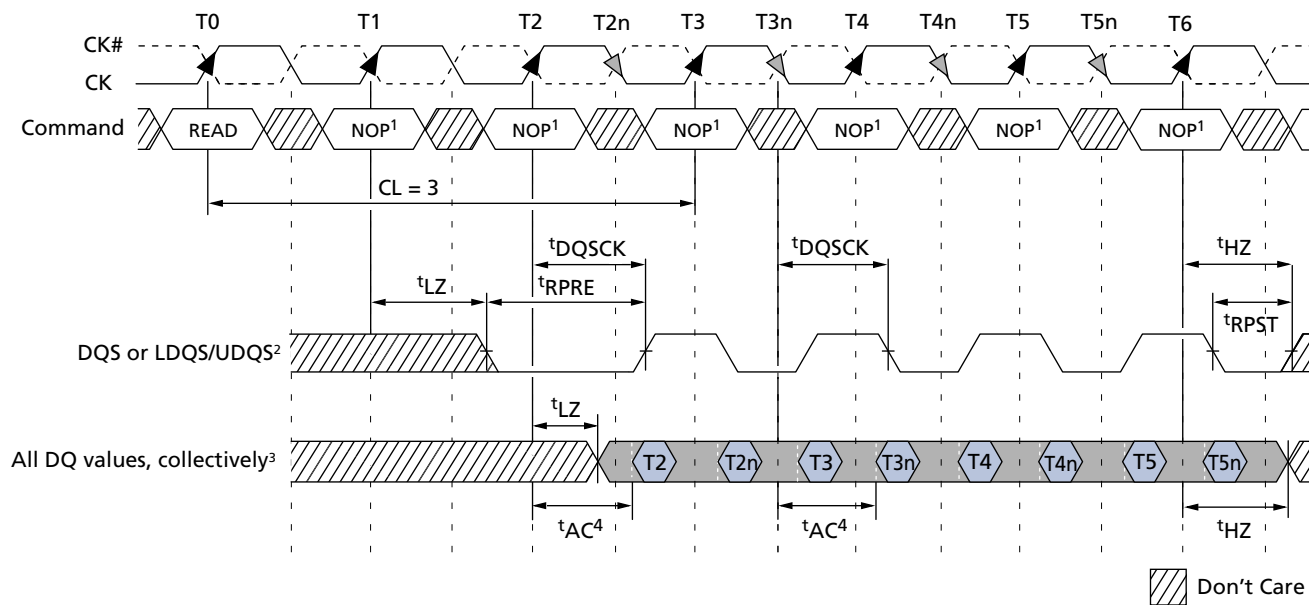 T0 T1 T2 T2n T3 T3n T4 T4n T5 T5n T6
CK#
CK
Command READ NOP¹ NOP¹ NOP¹ NOP¹ NOP¹ NOP¹
CL = 3
ᵗDQSCK ᵗDQSCK ᵗHZ
ᵗLZ ᵗRPRE
ᵗRPST
DQS or LDQS/UDQS²
ᵗLZ
All DQ values, collectively³ T2 T2n T3 T3n T4 T4n T5 T5n
ᵗAC⁴ ᵗAC⁴ ᵗHZ
Don't Care